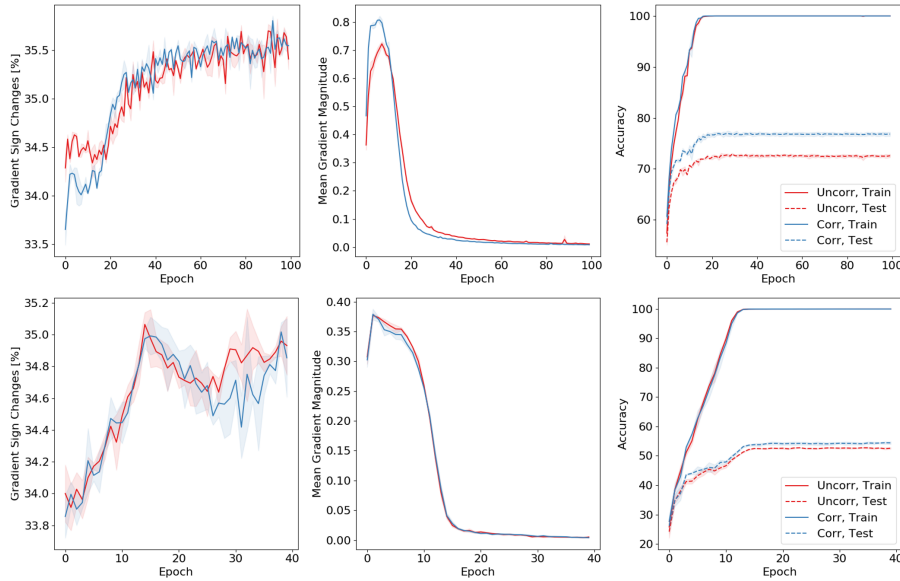 35.5
35.0
34.5
34.0
33.5
Gradient Sign Changes [%]
0 20 40 60 80 100
Epoch
0.8
0.7
0.6
0.5
0.4
0.3
0.2
0.1
0.0
Mean Gradient Magnitude
0 20 40 60 80 100
Epoch
100
90
80
70
60
Accuracy
Uncorr, Train
Uncorr, Test
Corr, Train
Corr, Test
0 20 40 60 80 100
Epoch
35.2
35.0
34.8
34.6
34.4
34.2
34.0
33.8
Gradient Sign Changes [%]
0 10 20 30 40
Epoch
0.40
0.35
0.30
0.25
0.20
0.15
0.10
0.05
0.00
Mean Gradient Magnitude
0 10 20 30 40
Epoch
100
90
80
70
60
50
40
30
20
Accuracy
Uncorr, Train
Uncorr, Test
Corr, Train
Corr, Test
0 10 20 30 40
Epoch